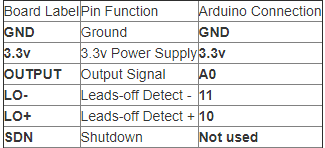 Board Label Pin Function Arduino Connection
GND Ground GND
3.3v 3.3v Power Supply 3.3v
OUTPUT Output Signal A0
LO- Leads-off Detect - 11
LO+ Leads-off Detect + 10
SDN Shutdown Not used